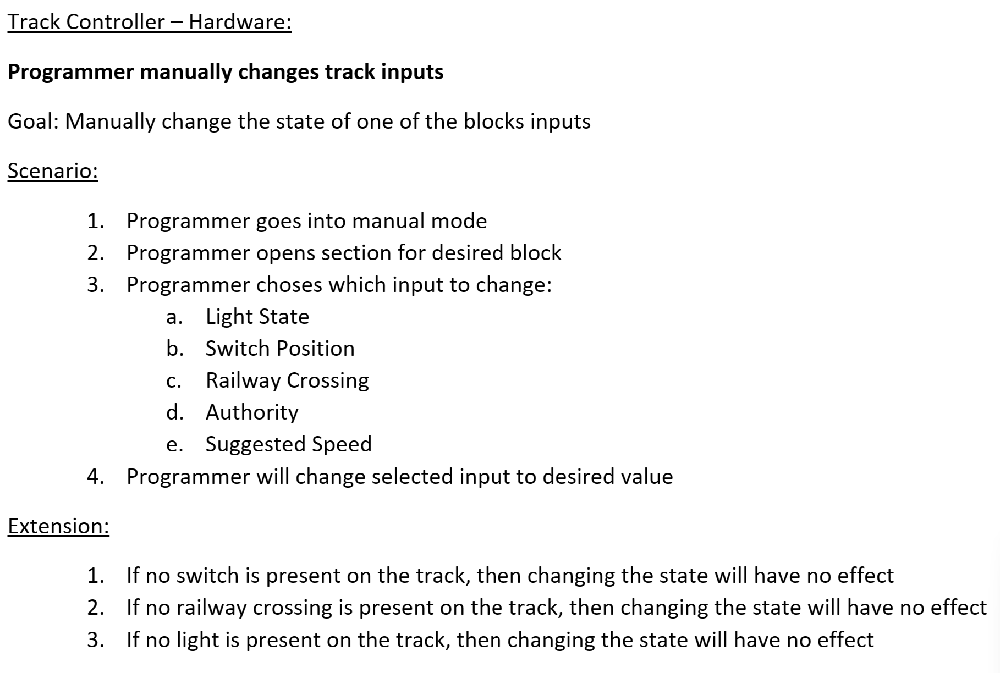 Track Controller – Hardware:
Programmer manually changes track inputs
Goal: Manually change the state of one of the blocks inputs
Scenario:
1. Programmer goes into manual mode
2. Programmer opens section for desired block
3. Programmer choses which input to change:
a. Light State
b. Switch Position
c. Railway Crossing
d. Authority
e. Suggested Speed
4. Programmer will change selected input to desired value
Extension:
1. If no switch is present on the track, then changing the state will have no effect
2. If no railway crossing is present on the track, then changing the state will have no effect
3. If no light is present on the track, then changing the state will have no effect